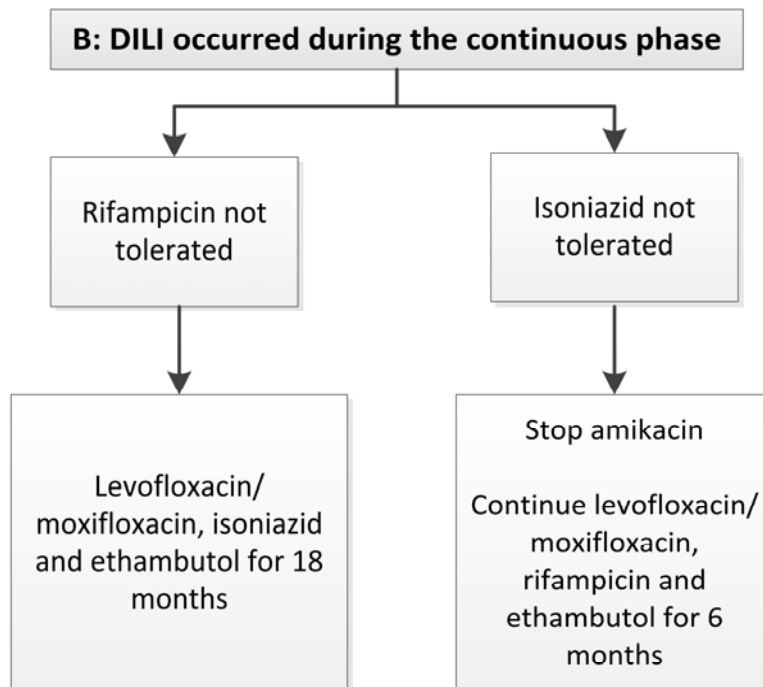 B: DILI occurred during the continuous phase
Rifampicin not
tolerated
Isoniazid not
tolerated
Levofloxacin/
moxifloxacin, isoniazid
and ethambutol for 18
months
Stop amikacin
Continue levofloxacin/
moxifloxacin,
rifampicin and
ethambutol for 6
months